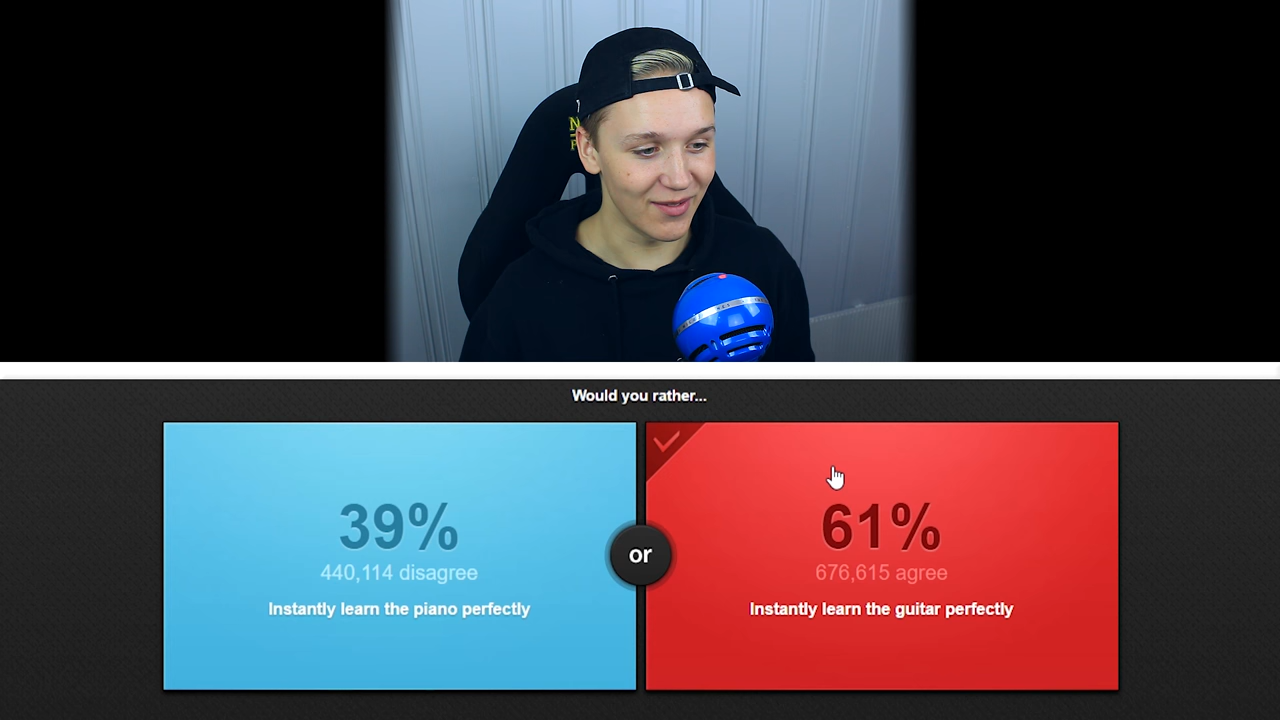 Would you rather...
39%
440,114 disagree
Instantly learn the piano perfectly
or
61%
676,615 agree
Instantly learn the guitar perfectly